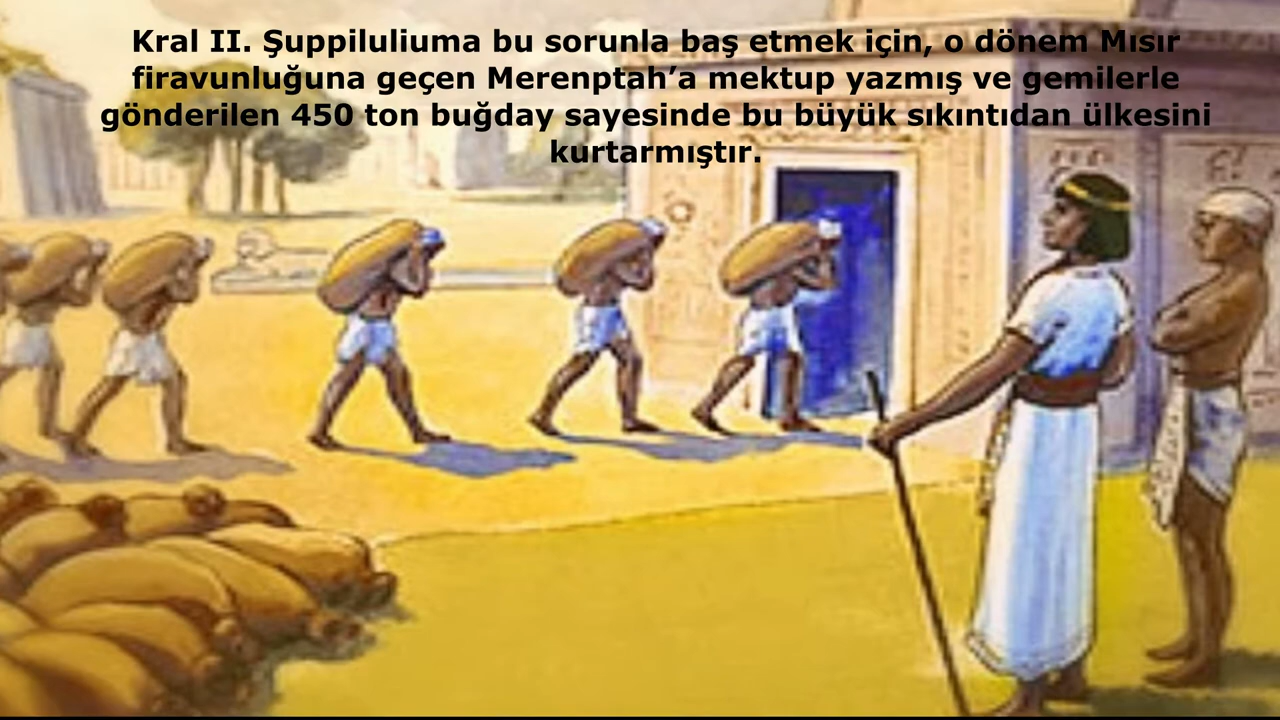 Kral II. Şuppiluliuma bu sorunla baş etmek için, o dönem Mısır
firavunluğuna geçen Merenptah’a mektup yazmış ve gemilerle
gönderilen 450 ton buğday sayesinde bu büyük sıkıntıdan ülkesini
kurtarmıştır.